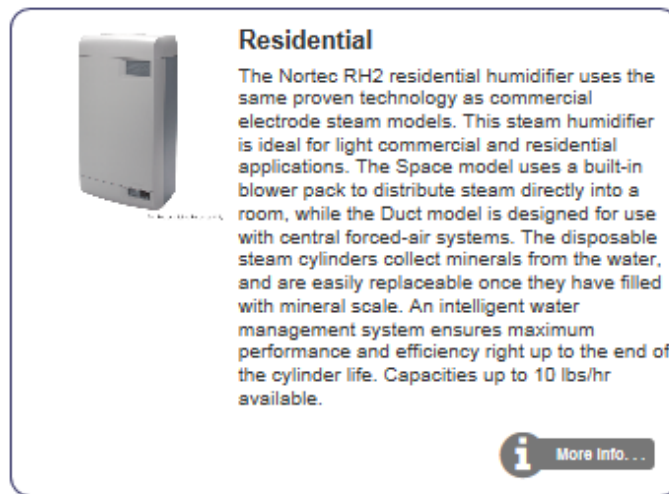 Residential
The Nortec RH2 residential humidifier uses the
same proven technology as commercial
electrode steam models. This steam humidifier
is ideal for light commercial and residential
applications. The Space model uses a built-in
blower pack to distribute steam directly into a
room, while the Duct model is designed for use
with central forced-air systems. The disposable
steam cylinders collect minerals from the water,
and are easily replaceable once they have filled
with mineral scale. An intelligent water
management system ensures maximum
performance and efficiency right up to the end of
the cylinder life. Capacities up to 10 lbs/hr
available.
i More Info. . .